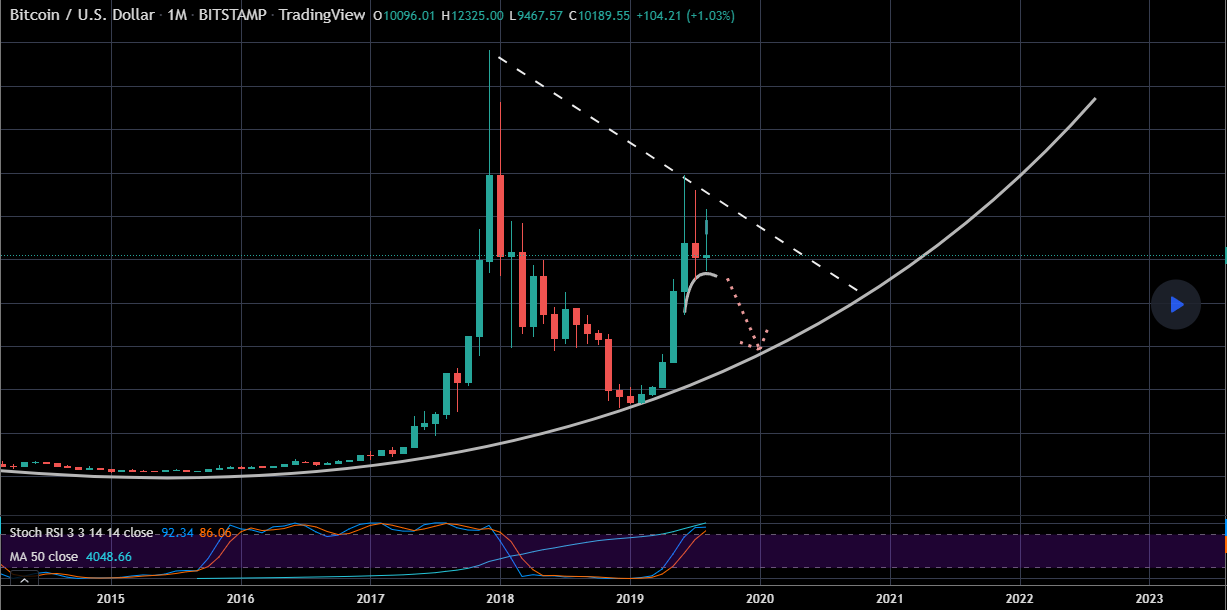 Bitcoin / U.S. Dollar · 1M · BITSTAMP · TradingView O10096.01 H12325.00 L9467.57 C10189.55 +104.21 (+1.03%)
Stoch RSI 3 3 14 14 close 92.34 86.06
MA 50 close 4048.66
2015 2016 2017 2018 2019 2020 2021 2022 2023